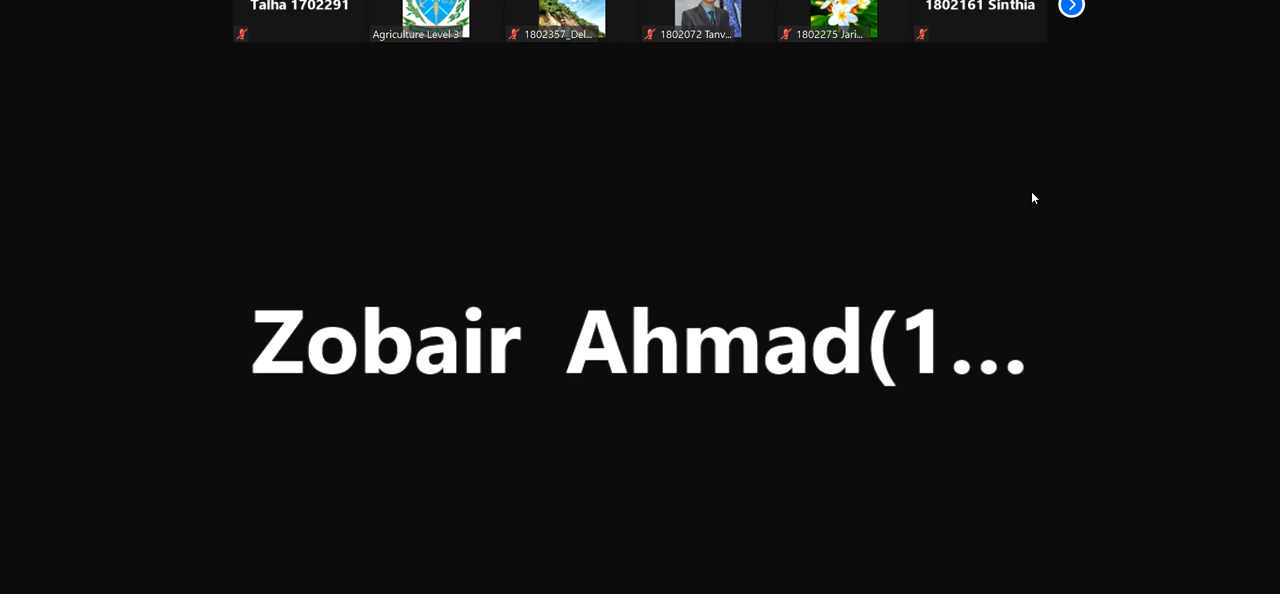 Talha 1702291
1802161 Sinthia
Agriculture Level 3
1802357_Del...
1802072 Tanv...
1802275 Jari...
Zobair Ahmad(1...